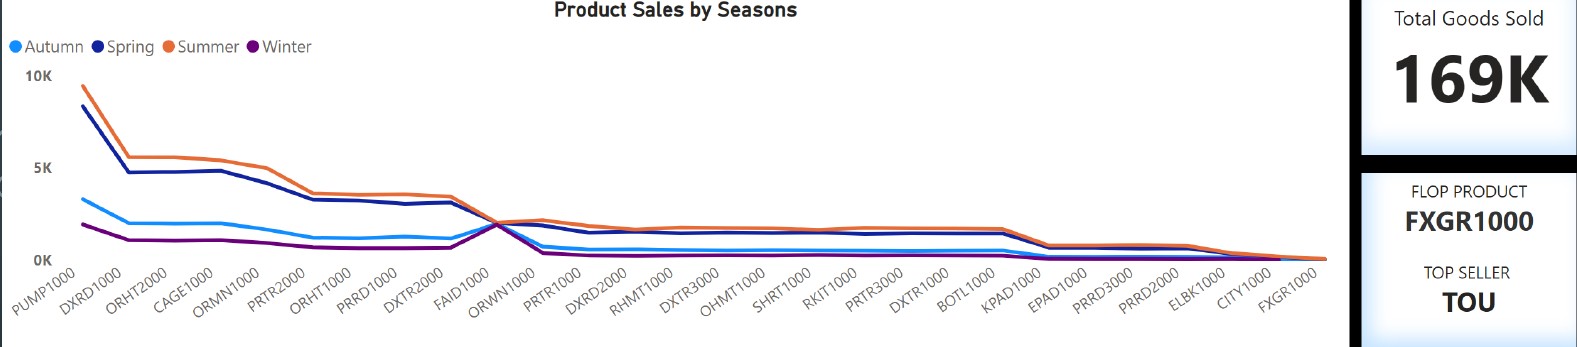 Product Sales by Seasons
Autumn Spring Summer Winter
10K
5K
0K
PUMP1000
DXRD1000
ORHT2000
CAGE1000
ORMN1000
PRTR2000
ORHT1000
PRRD1000
DXTR2000
FAID1000
ORWN1000
PRTR1000
DXRD2000
RHMT1000
DXTR3000
OHMT1000
SHRT1000
RKIT1000
PRTR3000
DXTR1000
BOTL1000
KPAD1000
EPAD1000
PRRD3000
PRRD2000
ELBK1000
CITY1000
FXGR1000
Total Goods Sold
169K
FLOP PRODUCT
FXGR1000
TOP SELLER
TOU